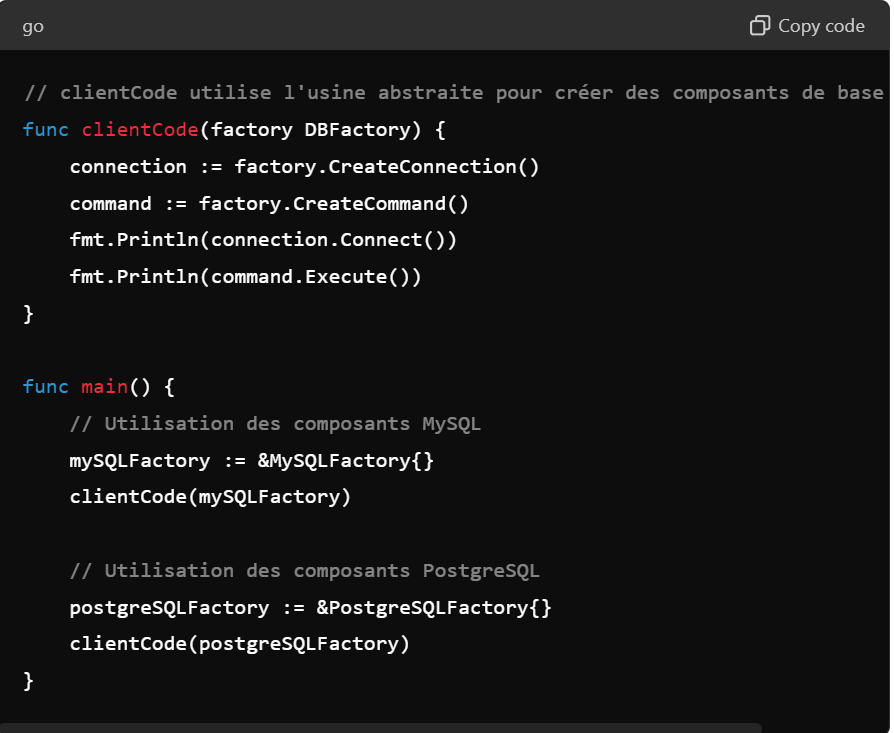 go
Copy code
// clientCode utilise l'usine abstraite pour créer des composants de base
func clientCode(factory DBFactory) {
    connection := factory.CreateConnection()
    command := factory.CreateCommand()
    fmt.Println(connection.Connect())
    fmt.Println(command.Execute())
}
func main() {
    // Utilisation des composants MySQL
    mySQLFactory := &MySQLFactory{}
    clientCode(mySQLFactory)
    // Utilisation des composants PostgreSQL
    postgreSQLFactory := &PostgreSQLFactory{}
    clientCode(postgreSQLFactory)
}